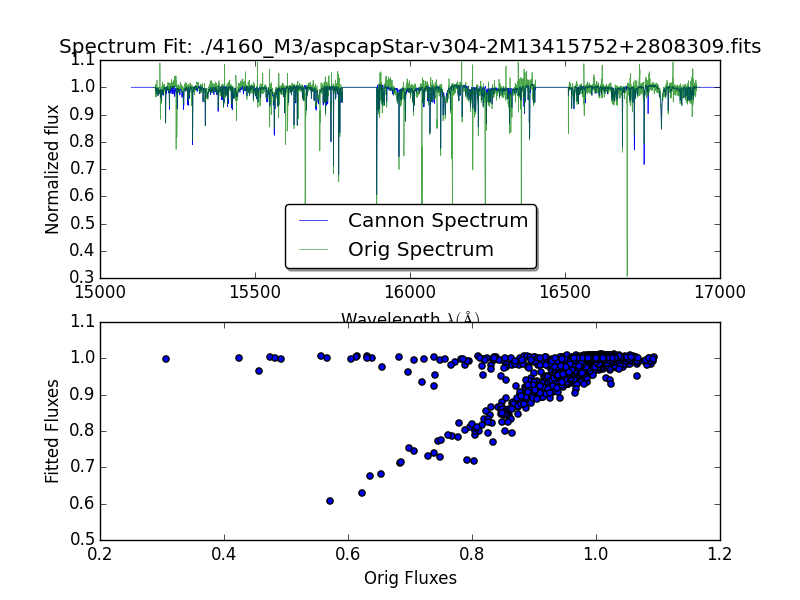 Spectrum Fit: ./4160_M3/aspcapStar-v304-2M13415752+2808309.fits
1.1
1.0
0.9
0.8
0.7
0.6
0.5
0.4
0.3
Normalized flux
Cannon Spectrum
Orig Spectrum
15000 15500 16000 16500 17000
Wavelength λ(Å)
1.1
1.0
0.9
0.8
0.7
0.6
0.5
Fitted Fluxes
0.2 0.4 0.6 0.8 1.0 1.2
Orig Fluxes